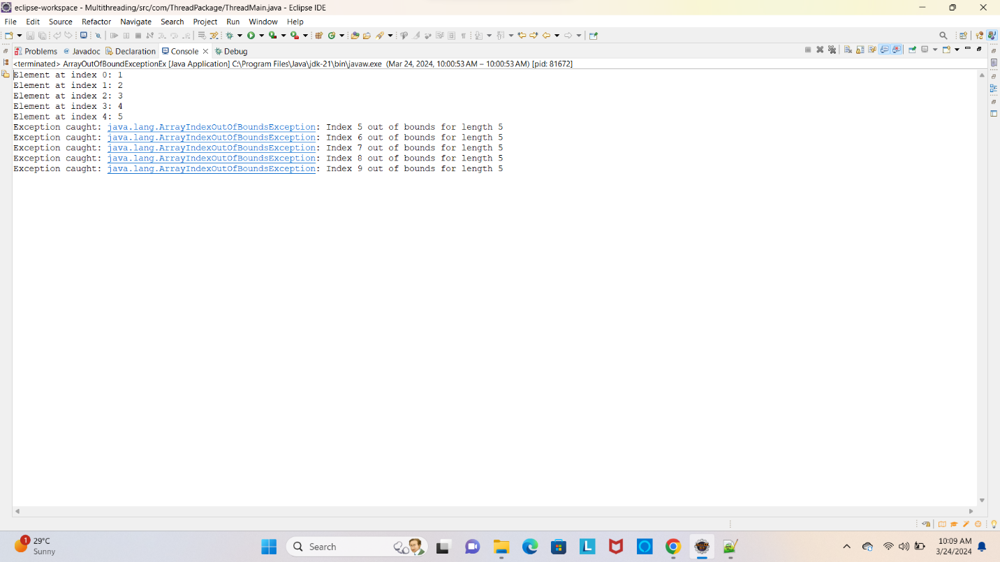 eclipse-workspace - Multithreading/src/com/ThreadPackage/ThreadMain.java - Eclipse IDE
File Edit Source Refactor Navigate Search Project Run Window Help
Problems Javadoc Declaration Console Debug
<terminated> ArrayOutOfBoundExceptionEx [Java Application] C:\Program Files\Java\jdk-21\bin\javaw.exe (Mar 24, 2024, 10:00:53 AM – 10:00:53 AM) [pid: 81672]
Element at index 0: 1
Element at index 1: 2
Element at index 2: 3
Element at index 3: 4
Element at index 4: 5
Exception caught: java.lang.ArrayIndexOutOfBoundsException: Index 5 out of bounds for length 5
Exception caught: java.lang.ArrayIndexOutOfBoundsException: Index 6 out of bounds for length 5
Exception caught: java.lang.ArrayIndexOutOfBoundsException: Index 7 out of bounds for length 5
Exception caught: java.lang.ArrayIndexOutOfBoundsException: Index 8 out of bounds for length 5
Exception caught: java.lang.ArrayIndexOutOfBoundsException: Index 9 out of bounds for length 5
1
29°C
Sunny
Search
10:09 AM
3/24/2024